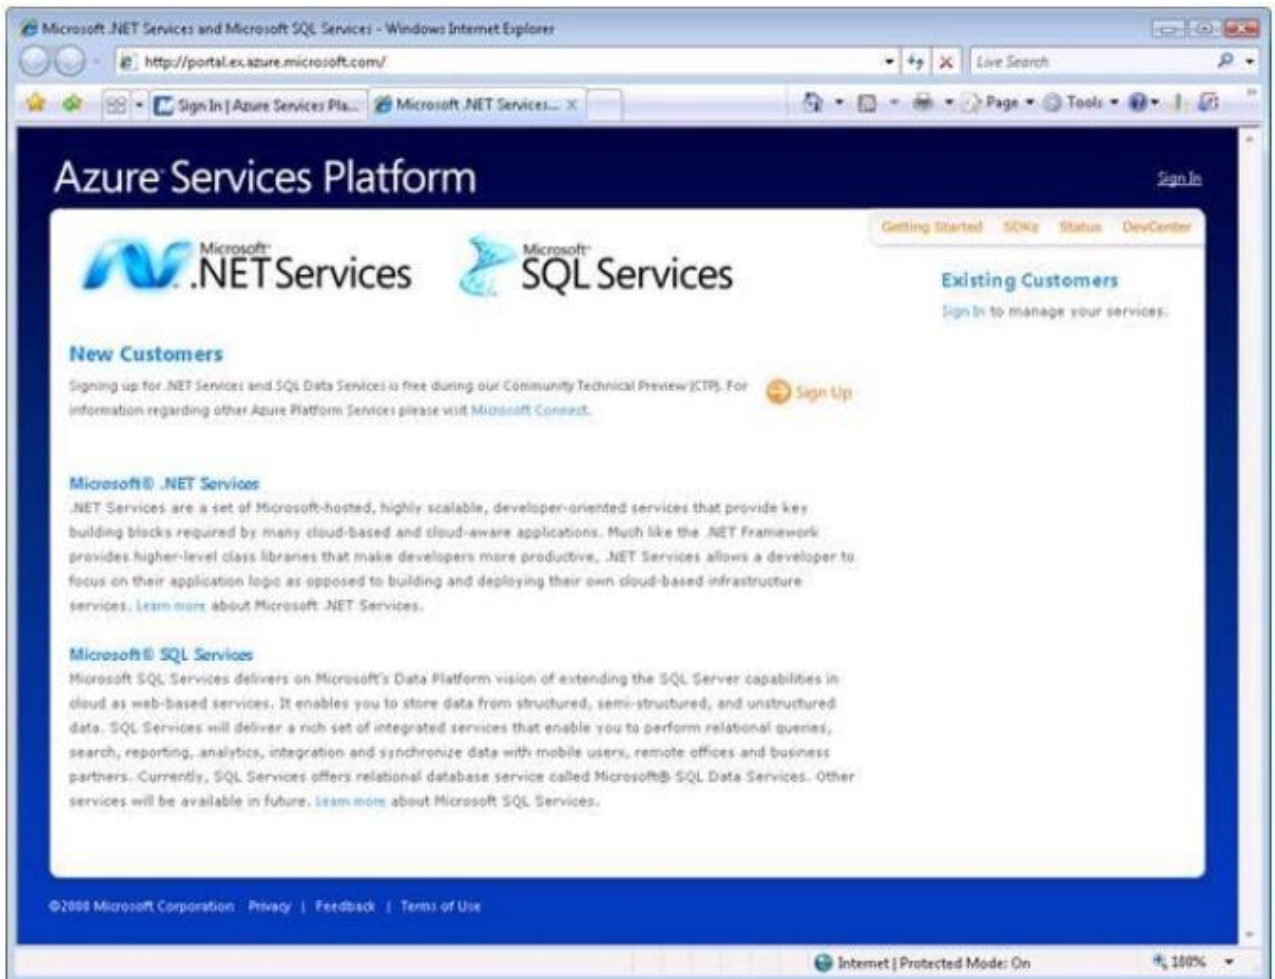 Microsoft .NET Services and Microsoft SQL Services - Windows Internet Explorer
http://portal.ex.azure.microsoft.com/
Live Search
Sign In | Azure Services Pla...
Microsoft .NET Services... X
Page
Tools
Azure Services Platform
Sign In
Getting Started SDKs Status DevCenter
Microsoft .NET Services
Microsoft SQL Services
Existing Customers
Sign In to manage your services.
New Customers
Signing up for .NET Services and SQL Data Services is free during our Community Technical Preview (CTP). For
information regarding other Azure Platform Services please visit Microsoft Connect.
Sign Up
Microsoft® .NET Services
.NET Services are a set of Microsoft-hosted, highly scalable, developer-oriented services that provide key
building blocks required by many cloud-based and cloud-aware applications. Much like the .NET Framework
provides higher-level class libraries that make developers more productive, .NET Services allows a developer to
focus on their application logic as opposed to building and deploying their own cloud-based infrastructure
services. Learn more about Microsoft .NET Services.
Microsoft® SQL Services
Microsoft SQL Services delivers on Microsoft's Data Platform vision of extending the SQL Server capabilities in
cloud as web-based services. It enables you to store data from structured, semi-structured, and unstructured
data. SQL Services will deliver a rich set of integrated services that enable you to perform relational queries,
search, reporting, analytics, integration and synchronize data with mobile users, remote offices and business
partners. Currently, SQL Services offers relational database service called Microsoft® SQL Data Services. Other
services will be available in future. Learn more about Microsoft SQL Services.
©2008 Microsoft Corporation Privacy | Feedback | Terms of Use
Internet | Protected Mode: On
100%